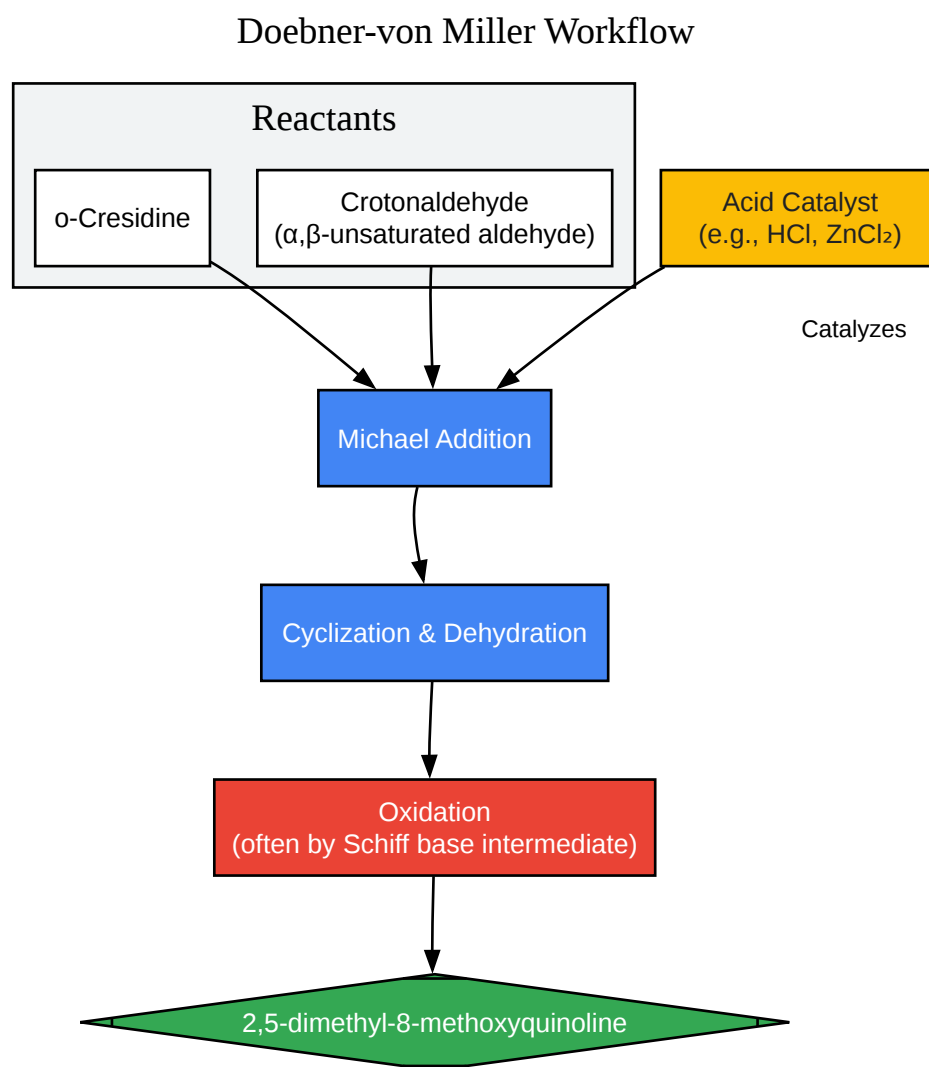 Doebner-von Miller Workflow
Reactants
o-Cresidine
Crotonaldehyde
(α,β-unsaturated aldehyde)
Acid Catalyst
(e.g., HCl, ZnCl₂)
Catalyzes
Michael Addition
Cyclization & Dehydration
Oxidation
(often by Schiff base intermediate)
2,5-dimethyl-8-methoxyquinoline